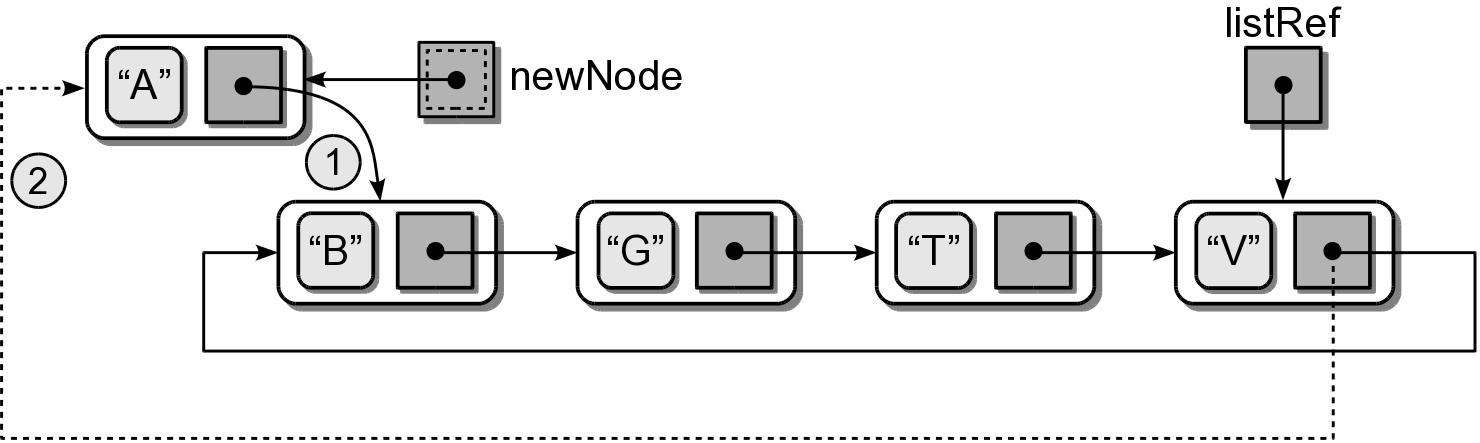 listRef
“A”
newNode
1
2
“B”
“G”
“T”
“V”